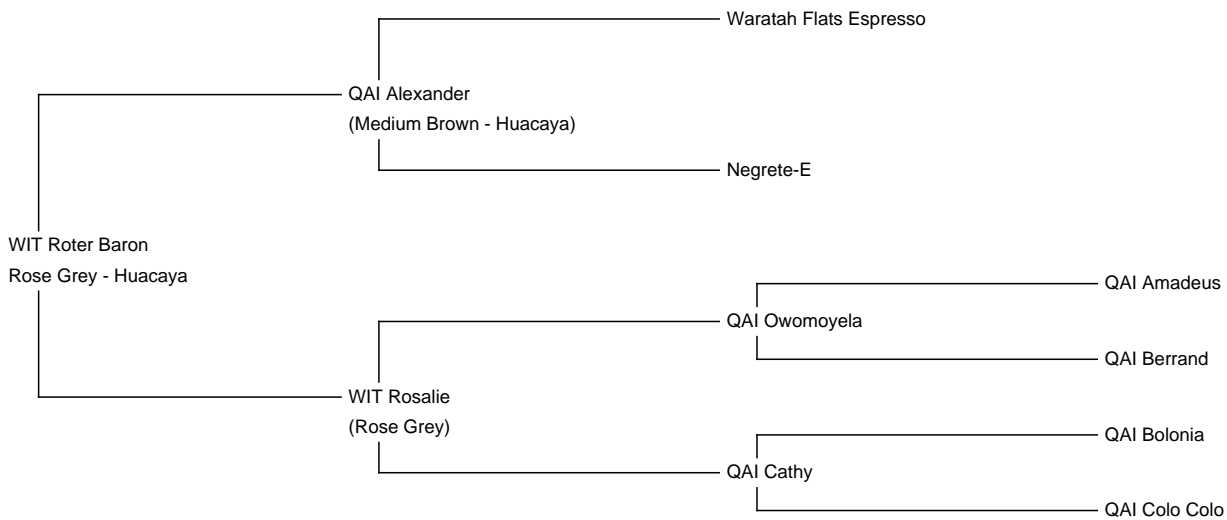 Waratah Flats Espresso
QAI Alexander
(Medium Brown - Huacaya)
Negrete-E
WIT Roter Baron
Rose Grey - Huacaya
QAI Amadeus
QAI Owomoyela
QAI Berrand
WIT Rosalie
(Rose Grey)
QAI Bolonia
QAI Cathy
QAI Colo Colo